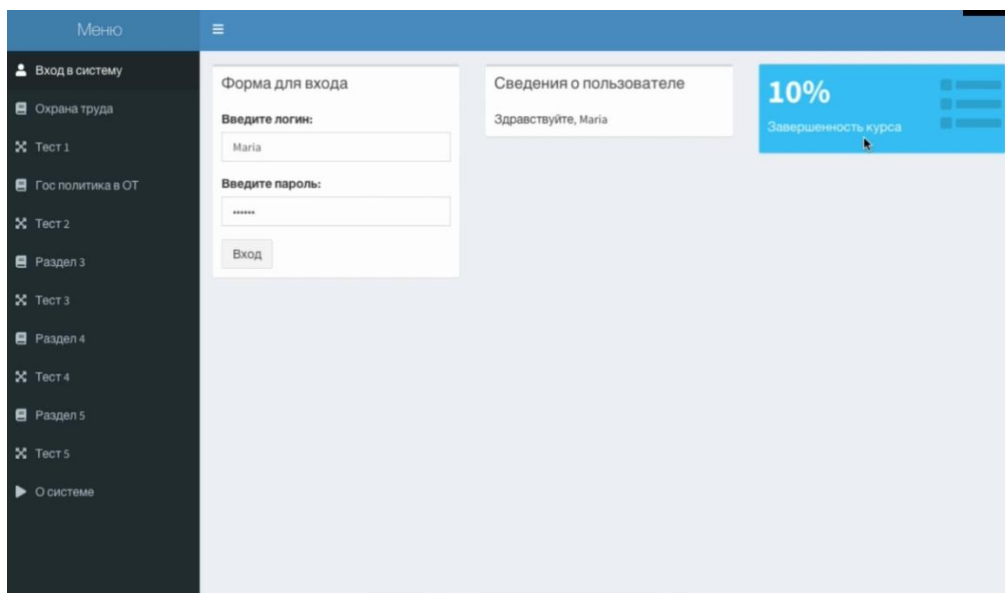 Меню
Вход в систему
Охрана труда
Тест 1
Гос политика в ОТ
Тест 2
Раздел 3
Тест 3
Раздел 4
Тест 4
Раздел 5
Тест 5
О системе
Форма для входа
Введите логин:
Maria
Введите пароль:
••••••
Вход
Сведения о пользователе
Здравствуйте, Maria
10%
Завершенность курса